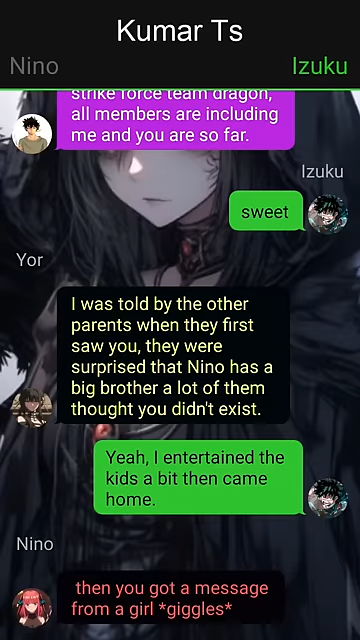 Kumar Ts
Nino
Izuku
strike force team dragon,
all members are including
me and you are so far.
Izuku
sweet
Yor
I was told by the other
parents when they first
saw you, they were
surprised that Nino has a
big brother a lot of them
thought you didn't exist.
Yeah, I entertained the
kids a bit then came
home.
Nino
then you got a message
from a girl *giggles*